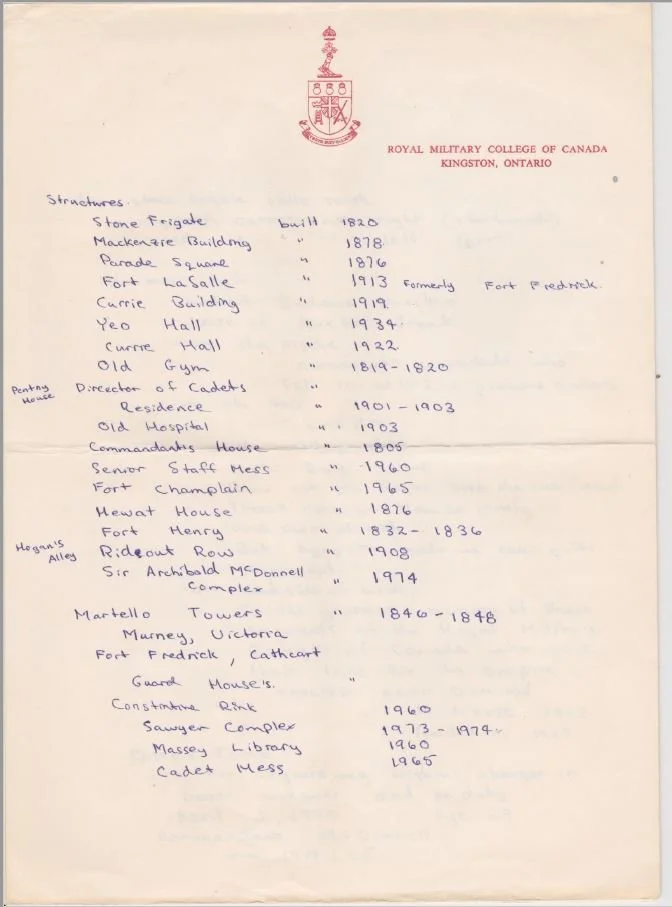 ROYAL MILITARY COLLEGE OF CANADA
KINGSTON, ONTARIO
Structures.
Stone Frigate built 1820
Mackenzie Building " 1878
Parade Square " 1876
Fort LaSalle " 1913 Formerly Fort Fredrick.
Currie Building " 1919
Yeo Hall " 1934
Currie Hall " 1922
Old Gym " 1819-1820
Pentry House
Director of Cadets "
Residence " 1901-1903
Old Hospital " 1903
Commandant's House " 1805
Senior Staff Mess " 1960
Fort Champlain " 1965
Hewat House " 1876
Fort Henry " 1832-1836
Hogan's Alley
Rideout Row " 1908
Sir Archibald McDonnell
Complex " 1974
Martello Towers " 1846-1848
Murney, Victoria
Fort Fredrick, Cathcart
Guard House's. "
Constintine Rink 1960
Sawyer Complex 1973-1974
Massey Library 1960
Cadet Mess 1965